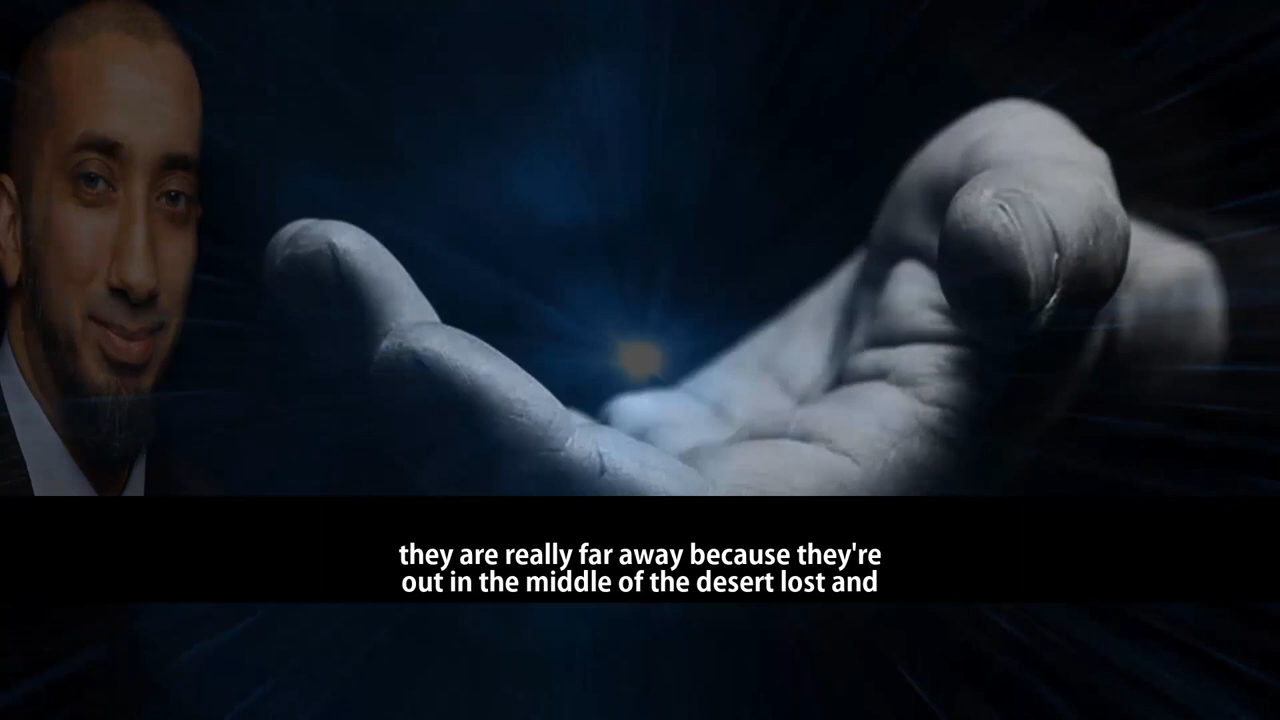 they are really far away because they're
out in the middle of the desert lost and